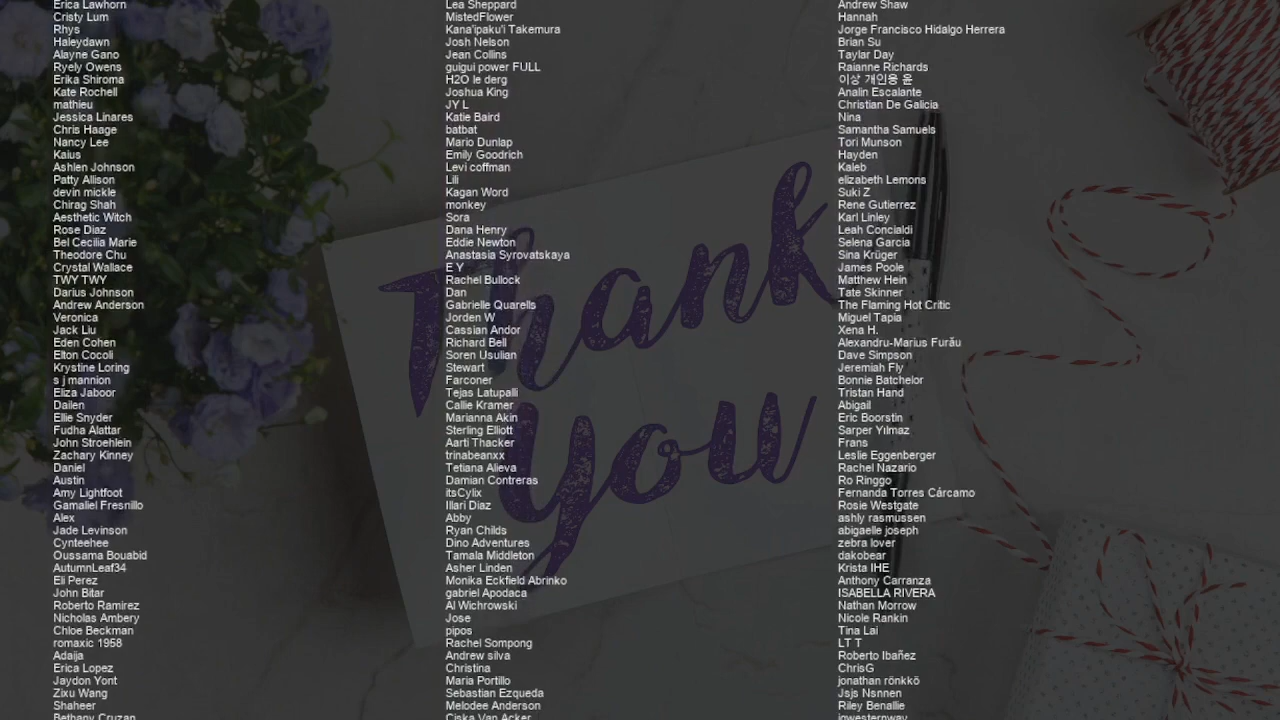 Erica Lawhorn
Cristy Lum
Rhys
Haleydawn
Alayne Gano
Ryely Owens
Erika Shiroma
Kate Rochell
mathieu
Jessica Linares
Chris Haage
Nancy Lee
Kaius
Ashlen Johnson
Patty Allison
devin mickle
Chirag Shah
Aesthetic Witch
Rose Diaz
Bel Cecilia Marie
Theodore Chu
Crystal Wallace
TWY TWY
Darius Johnson
Andrew Anderson
Veronica
Jack Liu
Eden Cohen
Elton Cocoli
Krystine Loring
s j mannion
Eliza Jaboor
Dailen
Ellie Snyder
Fudha Alattar
John Stroehlein
Zachary Kinney
Daniel
Austin
Amy Lightfoot
Gamaliel Fresnillo
Alex
Jade Levinson
Cynteehee
Oussama Bouabid
AutumnLeaf34
Eli Perez
John Bitar
Roberto Ramirez
Nicholas Ambery
Chloe Beckman
romaxic 1958
Adaija
Erica Lopez
Jaydon Yont
Zixu Wang
Shaheer
Bethany Cruzan
Lea Sheppard
MistedFlower
Kana'ipaku'i Takemura
Josh Nelson
Jean Collins
guigui power FULL
H2O le derg
Joshua King
JY L
Katie Baird
batbat
Mario Dunlap
Emily Goodrich
Levi coffman
Lili
Kagan Word
monkey
Sora
Dana Henry
Eddie Newton
Anastasia Syrovatskaya
E Y
Rachel Bullock
Dan
Gabrielle Quarells
Jorden W
Cassian Andor
Richard Bell
Soren Usulian
Stewart
Farconer
Tejas Latupalli
Callie Kramer
Marianna Akin
Sterling Elliott
Aarti Thacker
trinabeanxx
Tetiana Alieva
Damian Contreras
itsCylix
Illari Diaz
Abby
Ryan Childs
Dino Adventures
Tamala Middleton
Asher Linden
Monika Eckfield Abrinko
gabriel Apodaca
Al Wichrowski
Jose
pipos
Rachel Sompong
Andrew silva
Christina
Maria Portillo
Sebastian Ezqueda
Melodee Anderson
Ciska Van Acker
Andrew Shaw
Hannah
Jorge Francisco Hidalgo Herrera
Brian Su
Taylar Day
Raianne Richards
이상 개인용 윤
Analin Escalante
Christian De Galicia
Nina
Samantha Samuels
Tori Munson
Hayden
Kaleb
elizabeth Lemons
Suki Z
Rene Gutierrez
Karl Linley
Leah Concialdi
Selena Garcia
Sina Krüger
James Poole
Matthew Hein
Tate Skinner
The Flaming Hot Critic
Miguel Tapia
Xena H.
Alexandru-Marius Furău
Dave Simpson
Jeremiah Fly
Bonnie Batchelor
Tristan Hand
Abigail
Eric Boorstin
Sarper Yılmaz
Frans
Leslie Eggenberger
Rachel Nazario
Ro Ringgo
Fernanda Torres Cárcamo
Rosie Westgate
ashly rasmussen
abigaelle joseph
zebra lover
dakobear
Krista IHE
Anthony Carranza
ISABELLA RIVERA
Nathan Morrow
Nicole Rankin
Tina Lai
LT T
Roberto Ibañez
ChrisG
jonathan rönkkö
Jsjs Nsnnen
Riley Benallie
jowesternway
Thank
You